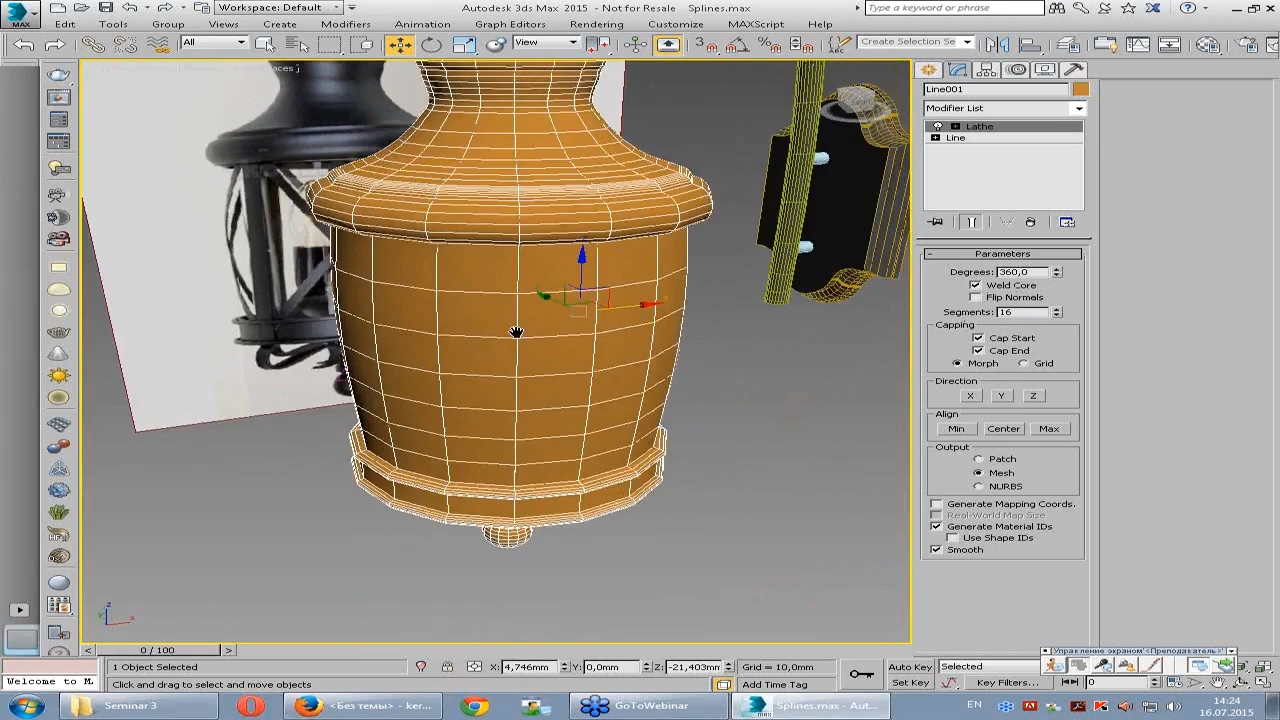 MAX
Workspace: Default
Autodesk 3ds Max 2015 - Not for Resale
Splines.max
Type a keyword or phrase
Edit Tools Group Views Create Modifiers Animation Graph Editors Rendering Customize MAXScript Help
All
View
Create Selection Se
Line001
Modifier List
Lathe
Line
Parameters
Degrees: 360,0
Weld Core
Flip Normals
Segments: 16
Capping
Cap Start
Cap End
Morph Grid
Direction
X Y Z
Align
Min Center Max
Output
Patch
Mesh
NURBS
Generate Mapping Coords.
Real-World Map Size
Generate Material IDs
Use Shape IDs
Smooth
0 / 100
Управление экраном'<Преподаватель>'
1 Object Selected
X: 4,746mm Y: 0,0mm Z: -21,403mm
Grid = 10,0mm
Auto Key Selected
Welcome to M
Click and drag to select and move objects
Add Time Tag
Set Key Key Filters...
0
Seminar 3
<Без темы> - ker...
GoToWebinar
Splines.max - Aut...
EN
14:24
16.07.2015